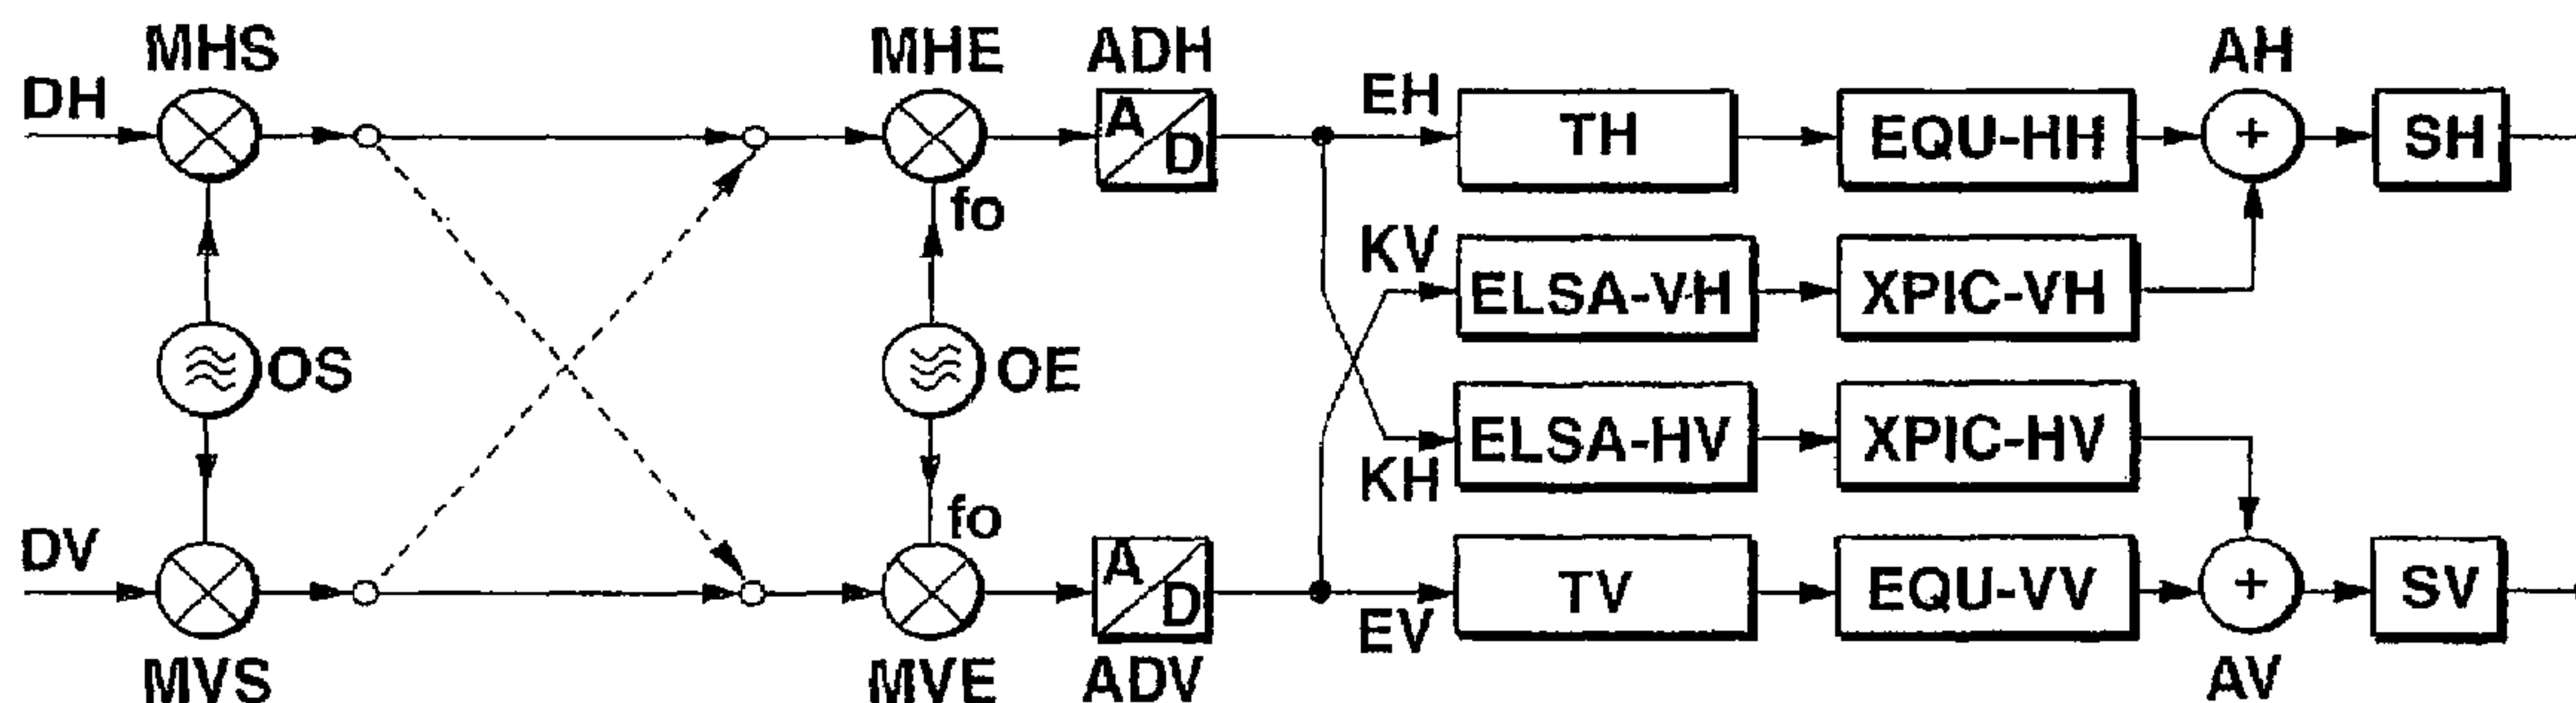 MHS MHE ADH AH
DH EH
A D TH EQU-HH + SH
fo
KV
ELSA-VH XPIC-VH
OS OE
ELSA-HV XPIC-HV
KH
DV fo
A D TV EQU-VV + SV
EV
MVS MVE ADV AV